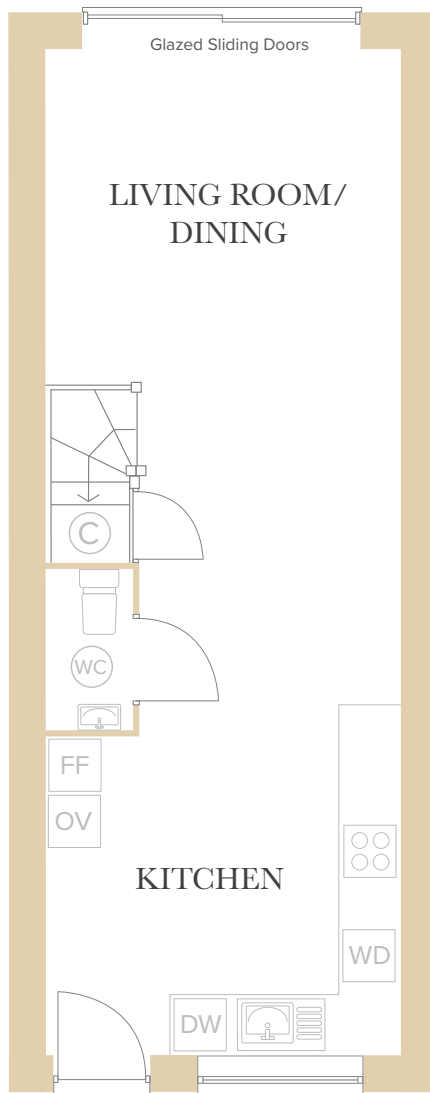 Glazed Sliding Doors
LIVING ROOM/
DINING
C
WC
FF
OV
KITCHEN
WD
DW